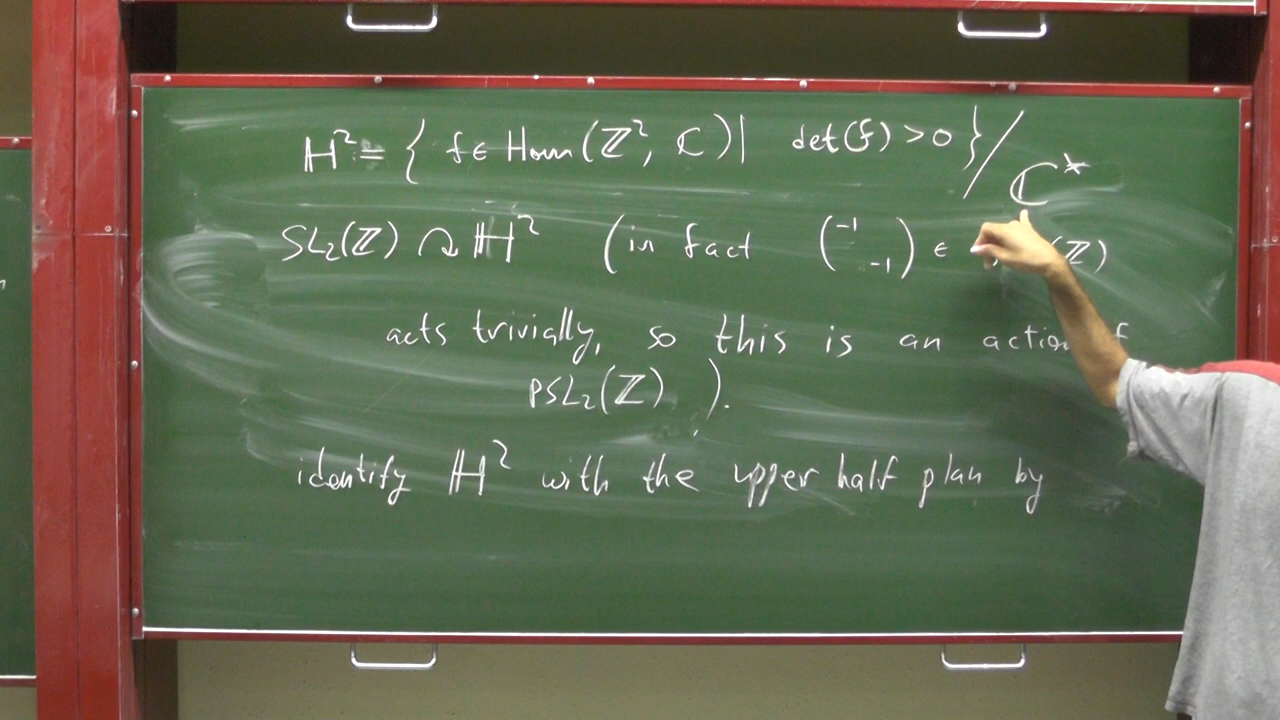 ℍ² = { f ∈ Hom(ℤ², ℂ) | det(f) > 0 } / ℂ*
SL₂(ℤ) ↷ ℍ² (in fact (⁻¹ ₋₁) ∈ (ℤ)
acts trivially, so this is an action
PSL₂(ℤ) ).
identify ℍ² with the upper half plan by